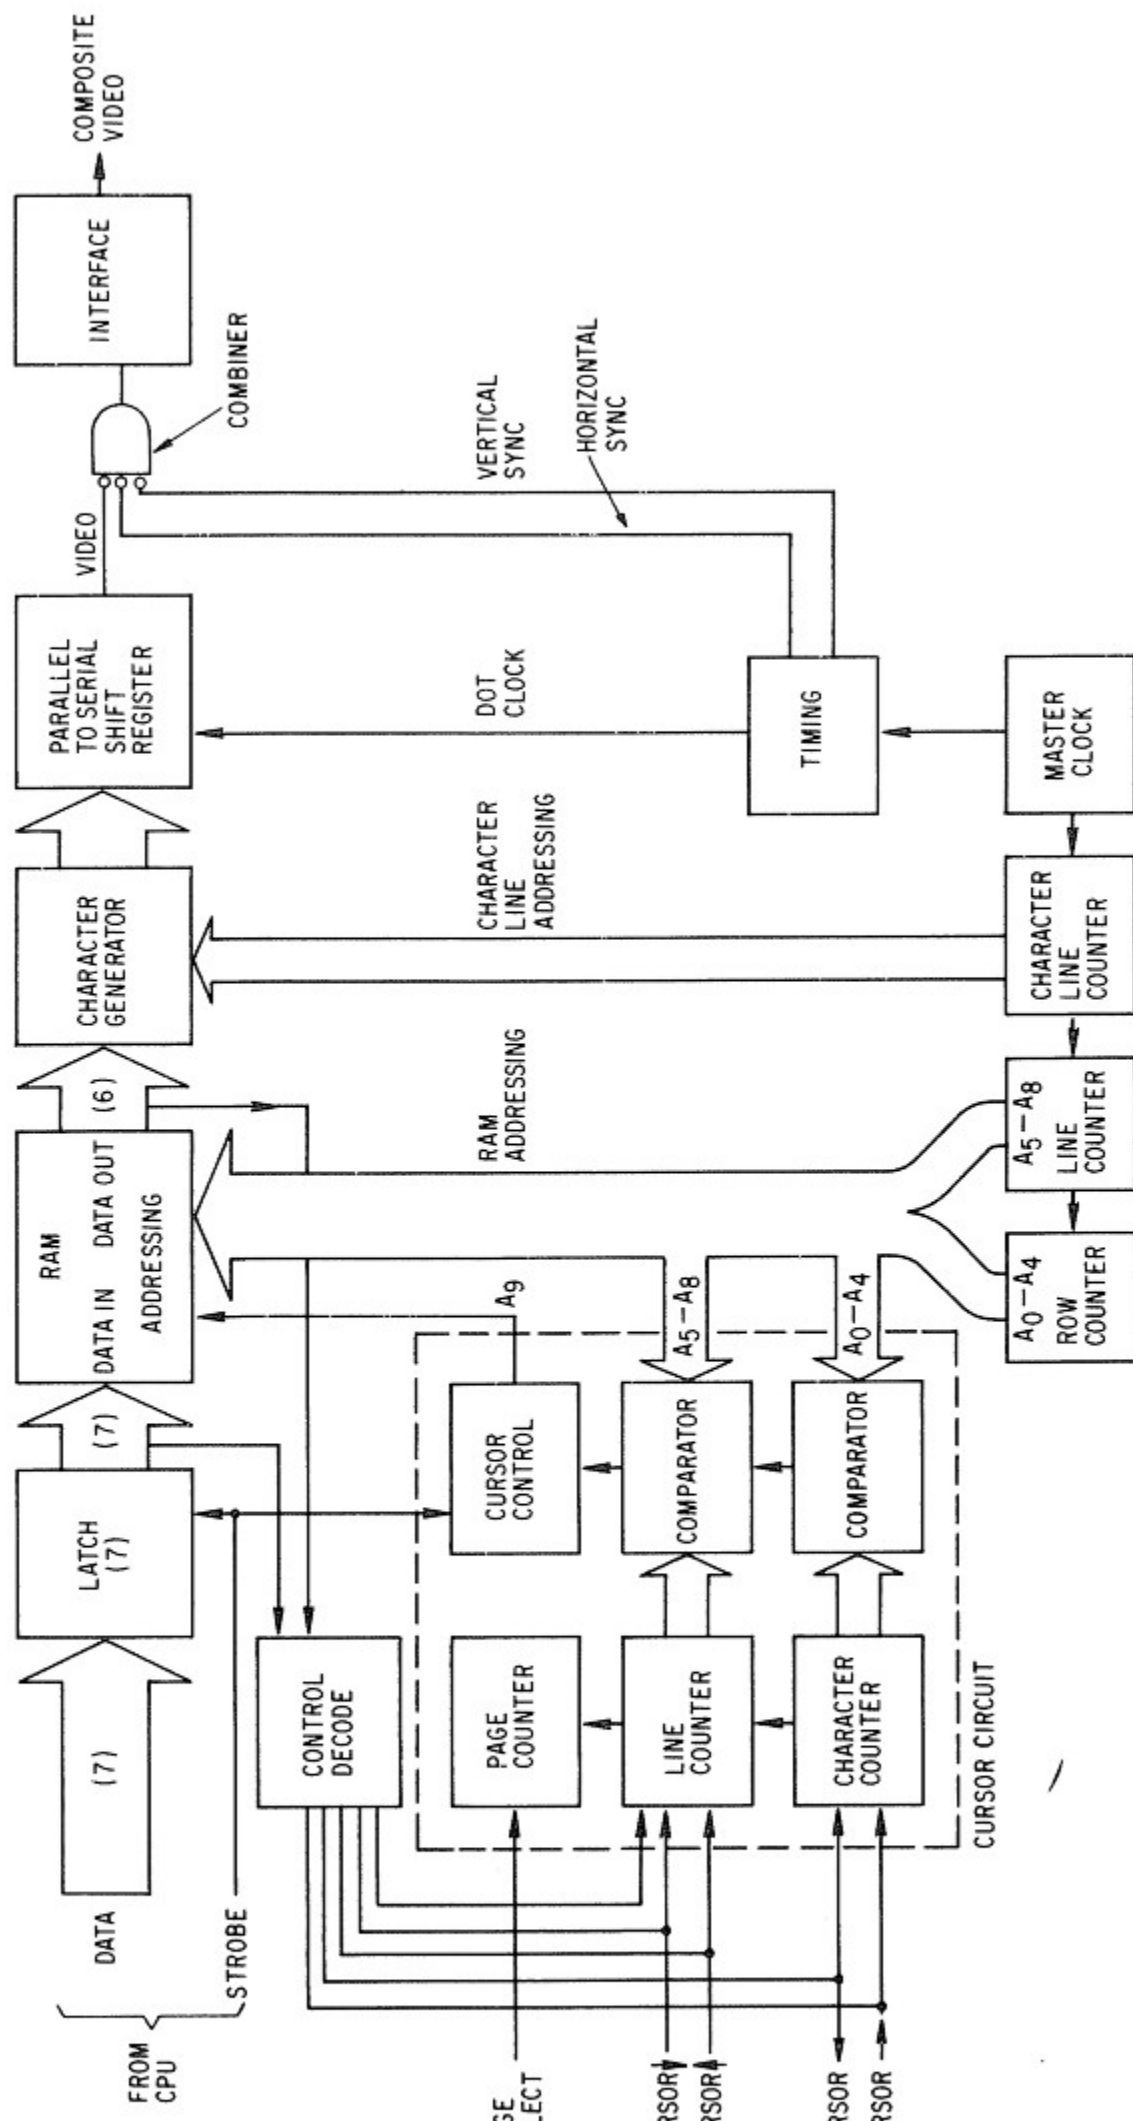 FROM
CPU
DATA
STROBE
(7)
LATCH
(7)
(7)
RAM
DATA IN
DATA OUT
ADDRESSING
(6)
CHARACTER
GENERATOR
PARALLEL
TO SERIAL
SHIFT
REGISTER
VIDEO
COMBINER
INTERFACE
COMPOSITE
VIDEO
CONTROL
DECODE
A9
RAM
ADDRESSING
CHARACTER
LINE
ADDRESSING
DOT
CLOCK
VERTICAL
SYNC
HORIZONTAL
SYNC
PAGE
COUNTER
CURSOR
CONTROL
LINE
COUNTER
COMPARATOR
A5–A8
CHARACTER
COUNTER
COMPARATOR
A0–A4
CURSOR CIRCUIT
TIMING
A0–A4
ROW
COUNTER
A5–A8
LINE
COUNTER
CHARACTER
LINE
COUNTER
MASTER
CLOCK